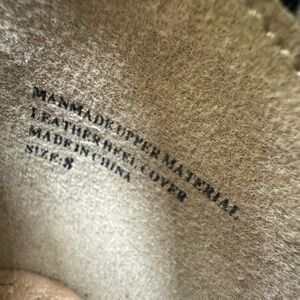 MANMADE UPPER MATERIAL
LEATHER HEEL COVER
MADE IN CHINA
SIZE:8